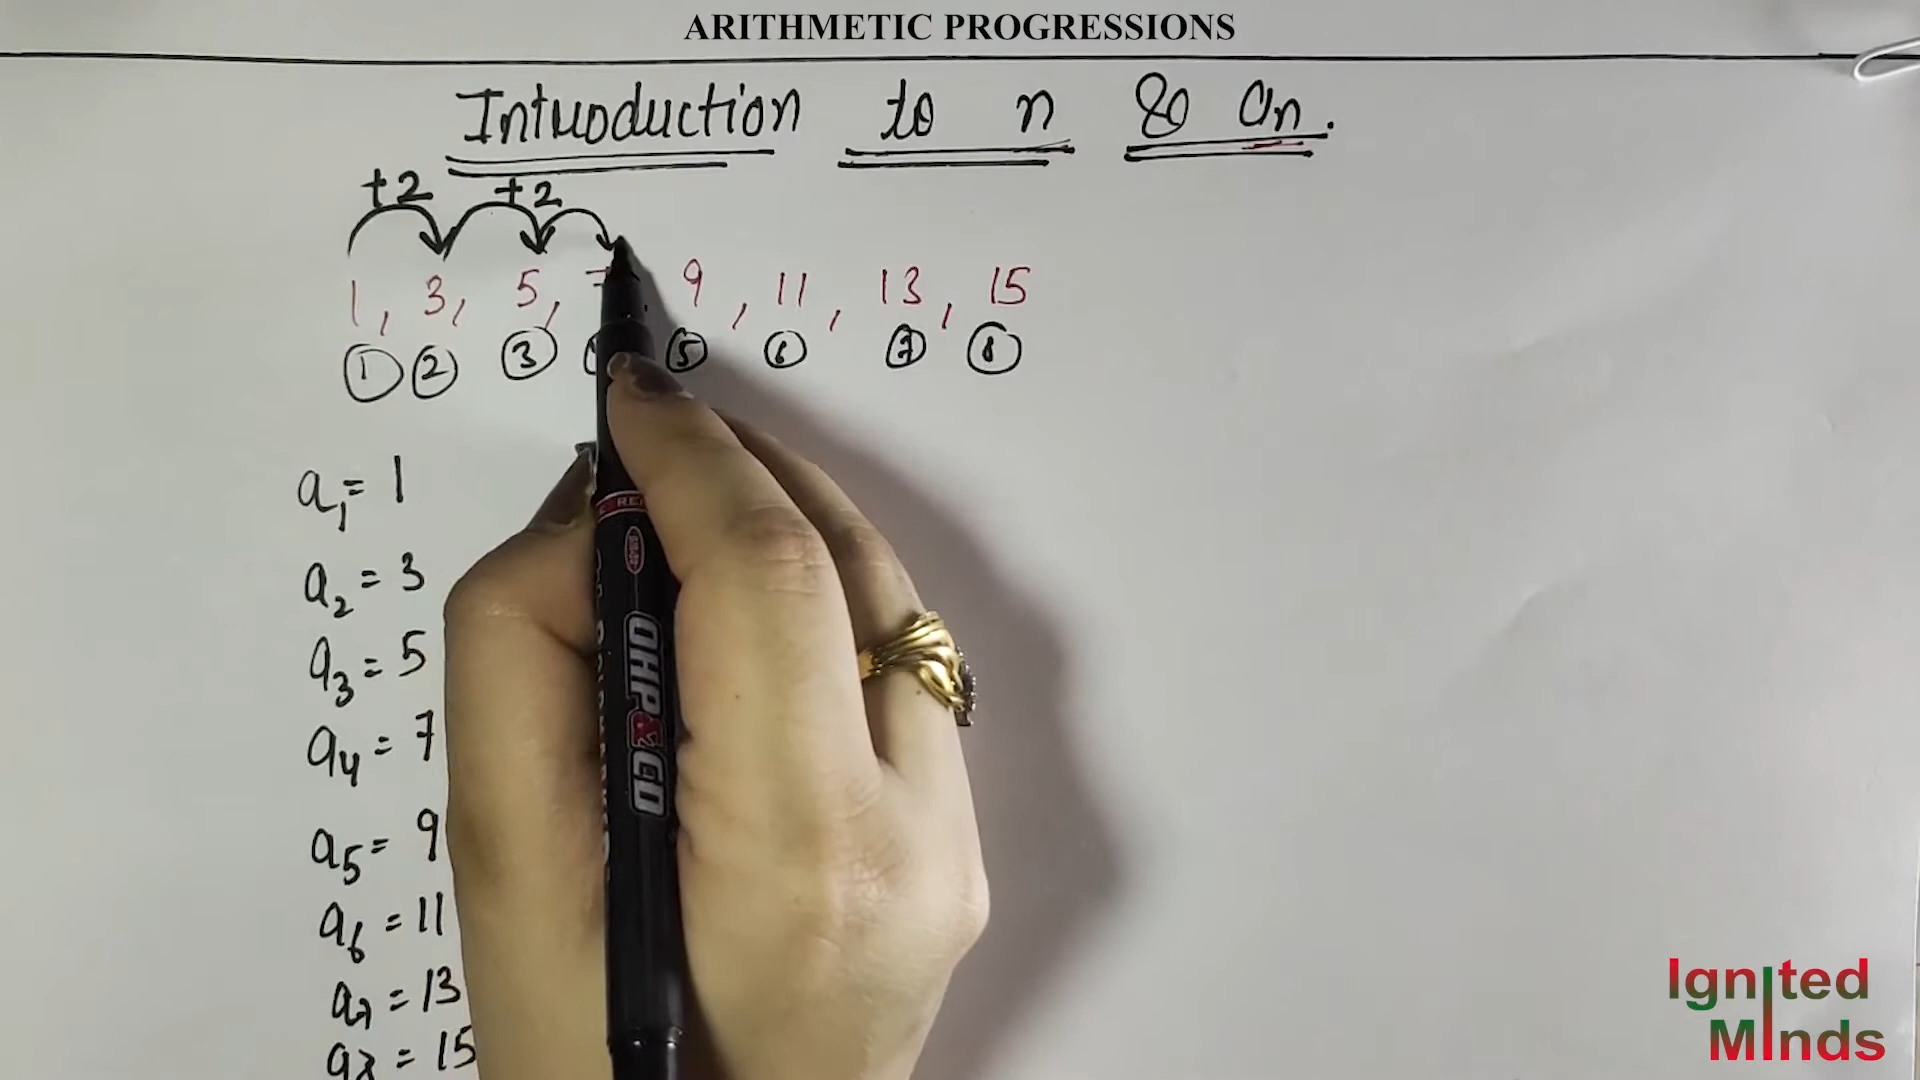 ARITHMETIC PROGRESSIONS
Introduction to n & an.
+2 +2
1, 3, 5, 7, 9, 11, 13, 15
1 2 3 5 6 7 8
a1 = 1
a2 = 3
a3 = 5
a4 = 7
a5 = 9
a6 = 11
a7 = 13
a8 = 15
OHP&CD
Ignited
Minds